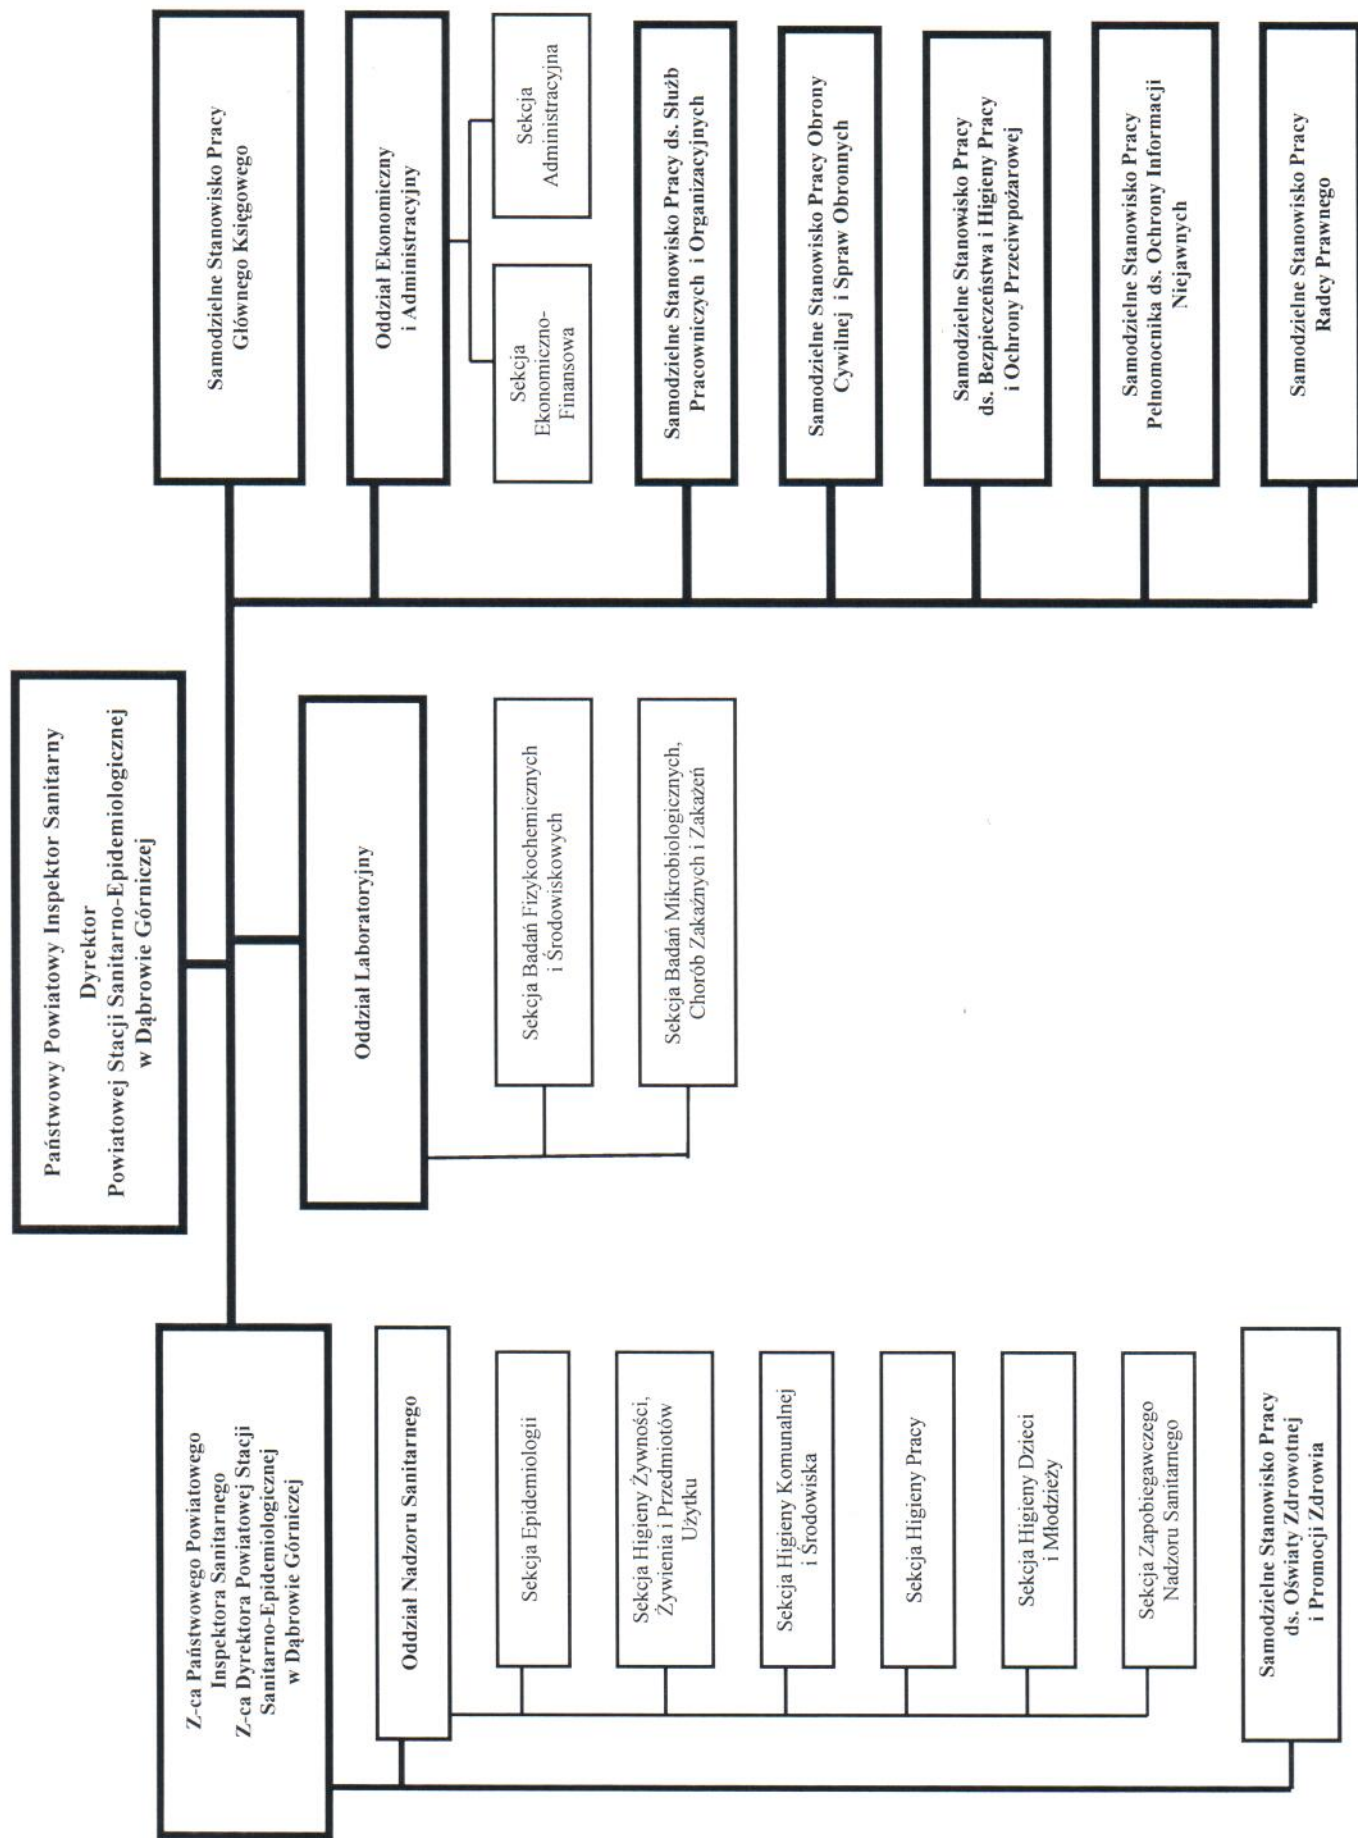 Państwowy Powiatowy Inspektor Sanitarny
Dyrektor
Powiatowej Stacji Sanitarno-Epidemiologicznej
w Dąbrowie Górniczej
Z-ca Państwowego Powiatowego
Inspektora Sanitarnego
Z-ca Dyrektora Powiatowej Stacji
Sanitarno-Epidemiologicznej
w Dąbrowie Górniczej
Oddział Nadzoru Sanitarnego
Sekcja Epidemiologii
Sekcja Higieny Żywności,
Żywienia i Przedmiotów
Użytku
Sekcja Higieny Komunalnej
i Środowiska
Sekcja Higieny Pracy
Sekcja Higieny Dzieci
i Młodzieży
Sekcja Zapobiegawczego
Nadzoru Sanitarnego
Samodzielne Stanowisko Pracy
ds. Oświaty Zdrowotnej
i Promocji Zdrowia
Oddział Laboratoryjny
Sekcja Badań Fizykochemicznych
i Środowiskowych
Sekcja Badań Mikrobiologicznych,
Chorób Zakaźnych i Zakażeń
Samodzielne Stanowisko Pracy
Głównego Księgowego
Oddział Ekonomiczny
i Administracyjny
Sekcja
Ekonomiczno-
Finansowa
Sekcja
Administracyjna
Samodzielne Stanowisko Pracy ds. Służb
Pracowniczych i Organizacyjnych
Samodzielne Stanowisko Pracy Obrony
Cywilnej i Spraw Obronnych
Samodzielne Stanowisko Pracy
ds. Bezpieczeństwa i Higieny Pracy
i Ochrony Przeciwpożarowej
Samodzielne Stanowisko Pracy
Pełnomocnika ds. Ochrony Informacji
Niejawnych
Samodzielne Stanowisko Pracy
Radcy Prawnego